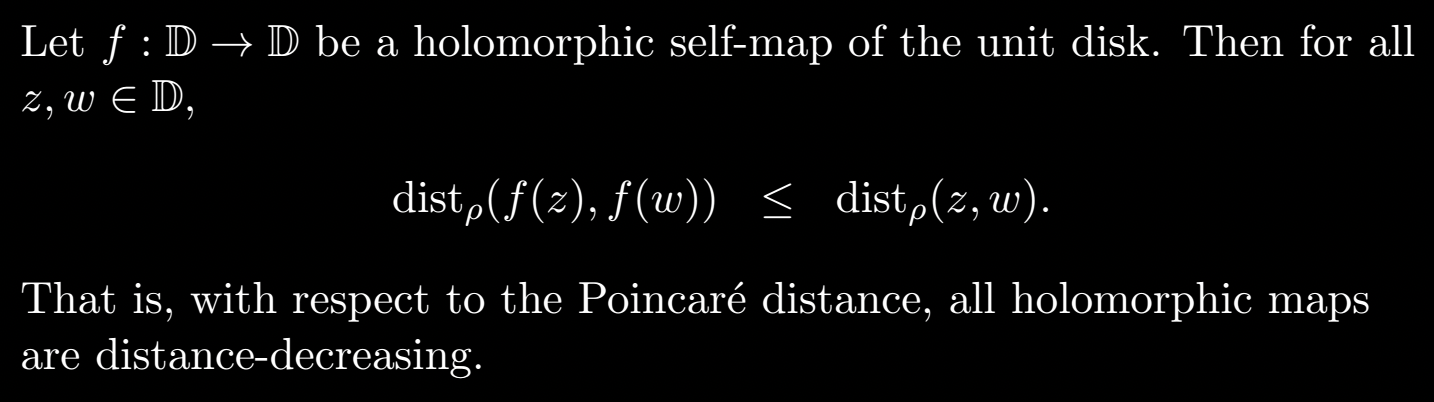 Let f : 𝔻 → 𝔻 be a holomorphic self-map of the unit disk. Then for all
z, w ∈ 𝔻,
dist_ρ(f(z), f(w)) ≤ dist_ρ(z, w).
That is, with respect to the Poincaré distance, all holomorphic maps
are distance-decreasing.